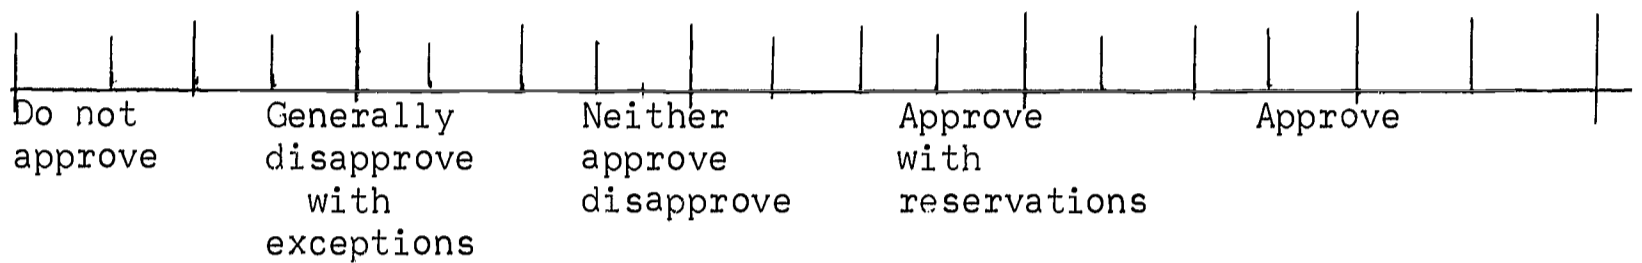 Do not Generally Neither Approve Approve
approve disapprove approve with
with disapprove reservations
exceptions